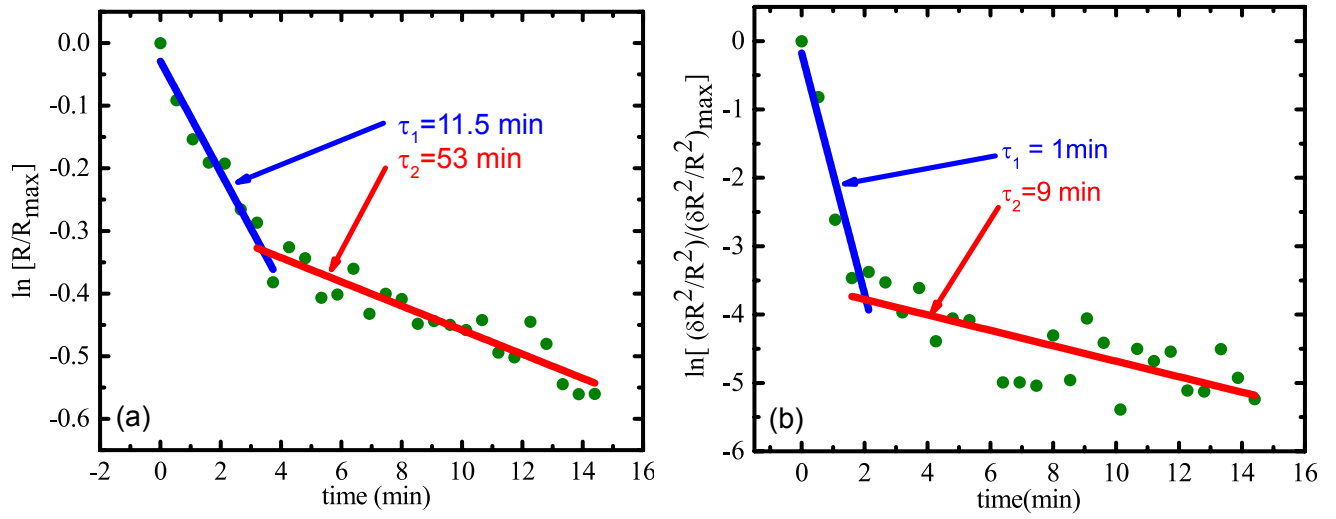 0.0
-0.1
-0.2
-0.3
-0.4
-0.5
-0.6
ln [R/R_max]
τ₁=11.5 min
τ₂=53 min
(a)
-2 0 2 4 6 8 10 12 14 16
time (min)
0
-1
-2
-3
-4
-5
-6
ln[ (δR²/R²)/(δR²/R²)_max]
τ₁ = 1min
τ₂=9 min
(b)
0 2 4 6 8 10 12 14 16
time(min)